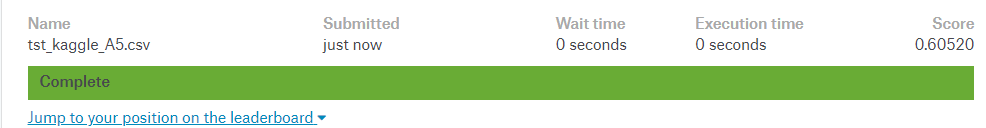 Name Submitted Wait time Execution time Score
tst_kaggle_A5.csv just now 0 seconds 0 seconds 0.60520
Complete
Jump to your position on the leaderboard